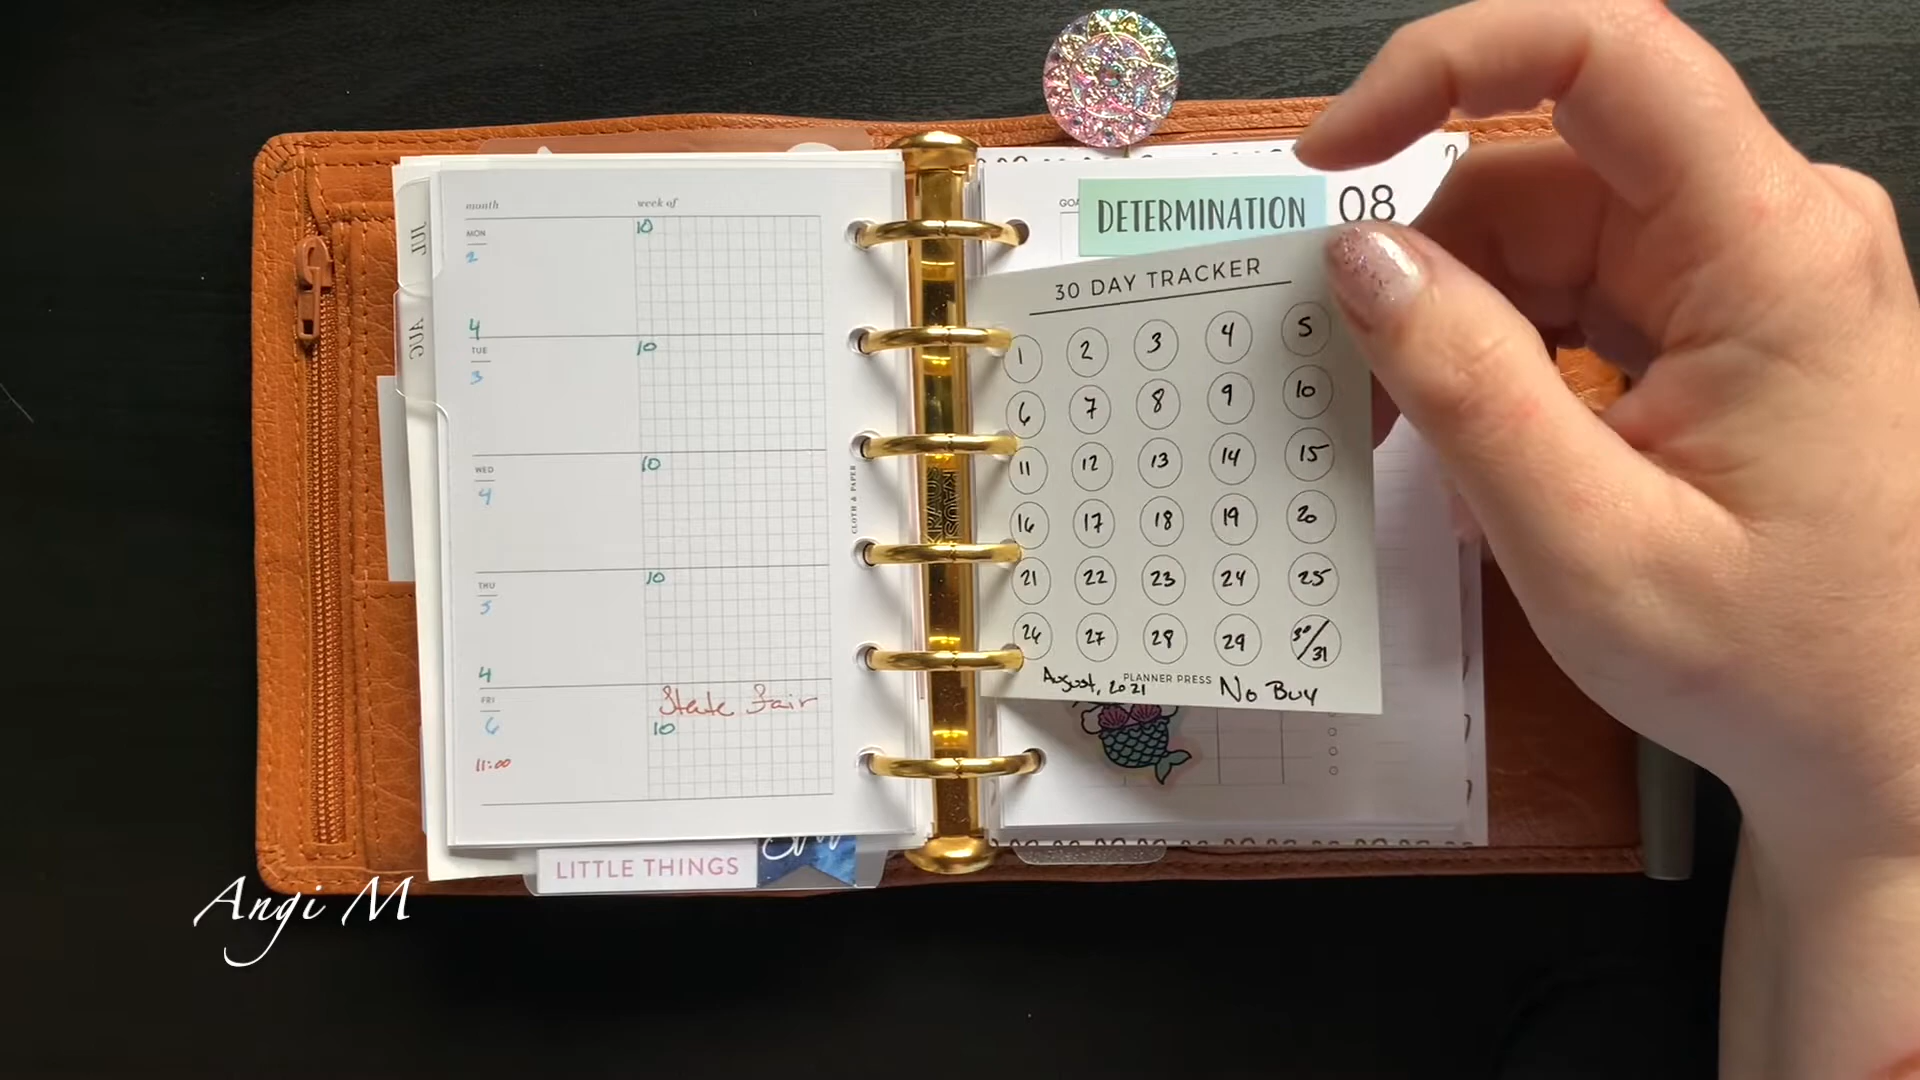 month week of
MON 10
2
4
TUE 10
3
WED 10
4
THU 10
5
4
FRI State Fair
6 10
11:00
CLOTH & PAPER
JUL
AUG
LITTLE THINGS
Angi M
DETERMINATION 08
30 DAY TRACKER
1 2 3 4 5
6 7 8 9 10
11 12 13 14 15
16 17 18 19 20
21 22 23 24 25
26 27 28 29 30/31
August, 2021 PLANNER PRESS No Buy